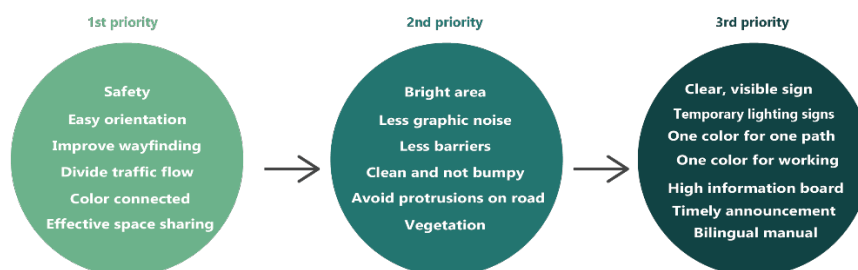 1st priority
Safety
Easy orientation
Improve wayfinding
Divide traffic flow
Color connected
Effective space sharing
2nd priority
Bright area
Less graphic noise
Less barriers
Clean and not bumpy
Avoid protrusions on road
Vegetation
3rd priority
Clear, visible sign
Temporary lighting signs
One color for one path
One color for working
High information board
Timely announcement
Bilingual manual